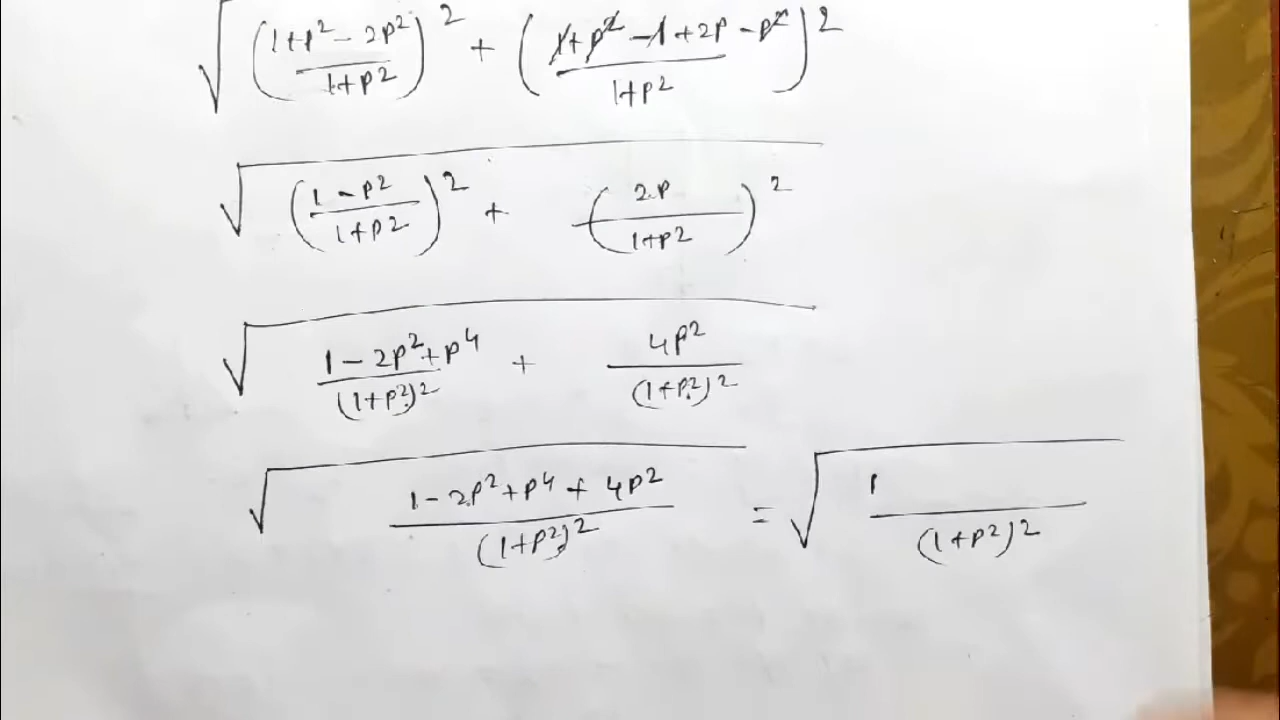 √((1+p²-2p²)/(1+p²))² + ((1+p²-1+2p-p²)/(1+p²))²
√((1-p²)/(1+p²))² + (2p/(1+p²))²
√(1-2p²+p⁴)/(1+p²)² + 4p²/(1+p²)²
√(1-2p²+p⁴+4p²)/(1+p²)² = √1/(1+p²)²